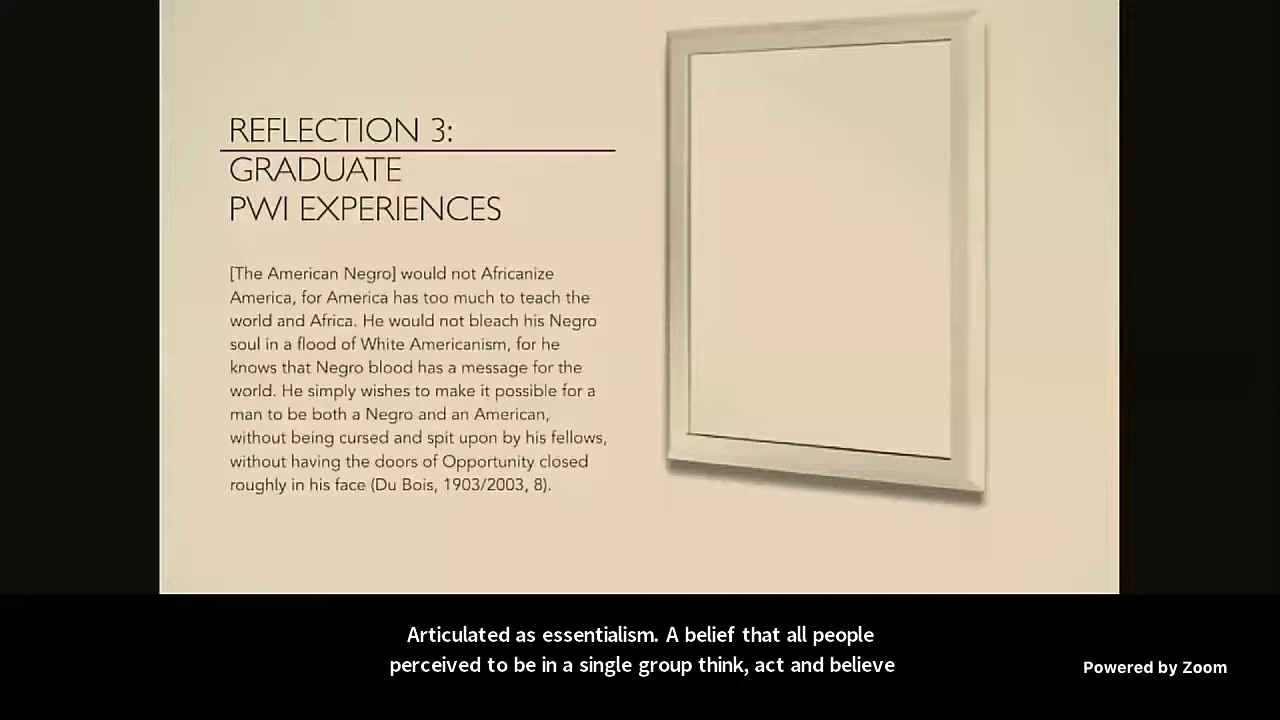 REFLECTION 3:
GRADUATE
PWI EXPERIENCES
[The American Negro] would not Africanize
America, for America has too much to teach the
world and Africa. He would not bleach his Negro
soul in a flood of White Americanism, for he
knows that Negro blood has a message for the
world. He simply wishes to make it possible for a
man to be both a Negro and an American,
without being cursed and spit upon by his fellows,
without having the doors of Opportunity closed
roughly in his face (Du Bois, 1903/2003, 8).
Articulated as essentialism. A belief that all people
perceived to be in a single group think, act and believe
Powered by Zoom